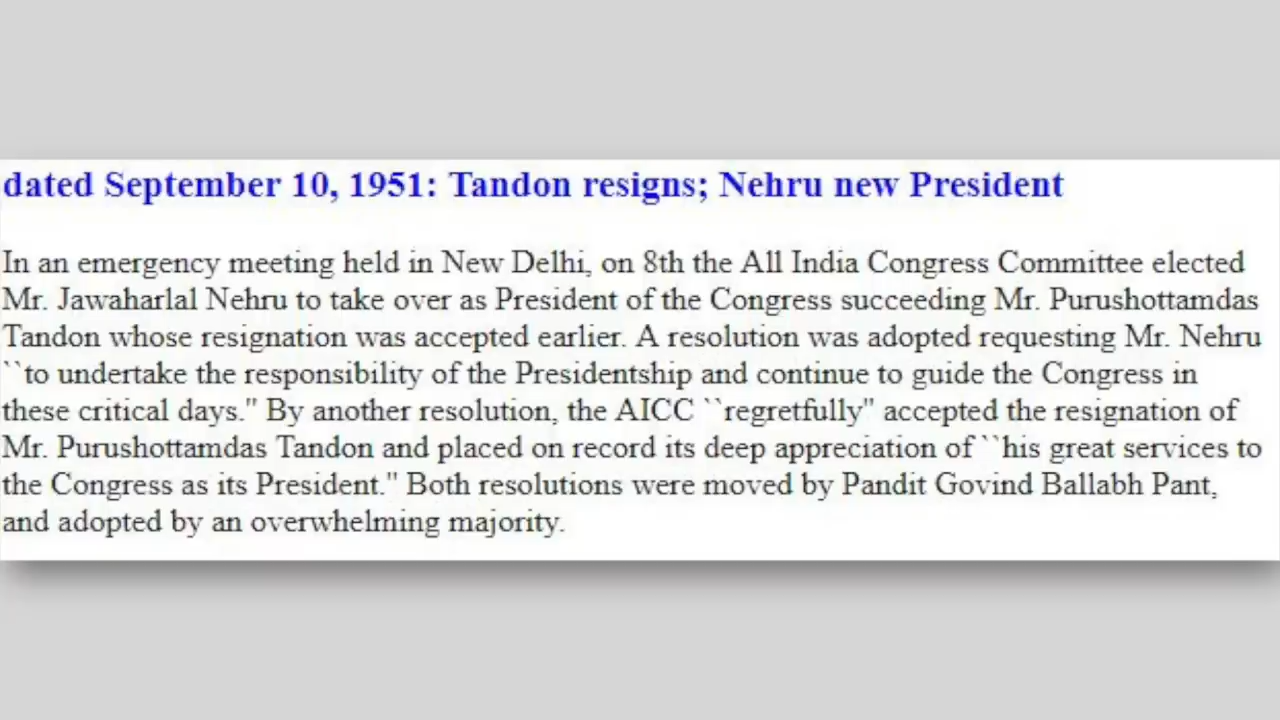 dated September 10, 1951: Tandon resigns; Nehru new President
In an emergency meeting held in New Delhi, on 8th the All India Congress Committee elected
Mr. Jawaharlal Nehru to take over as President of the Congress succeeding Mr. Purushottamdas
Tandon whose resignation was accepted earlier. A resolution was adopted requesting Mr. Nehru
``to undertake the responsibility of the Presidentship and continue to guide the Congress in
these critical days.'' By another resolution, the AICC ``regretfully'' accepted the resignation of
Mr. Purushottamdas Tandon and placed on record its deep appreciation of ``his great services to
the Congress as its President.'' Both resolutions were moved by Pandit Govind Ballabh Pant,
and adopted by an overwhelming majority.